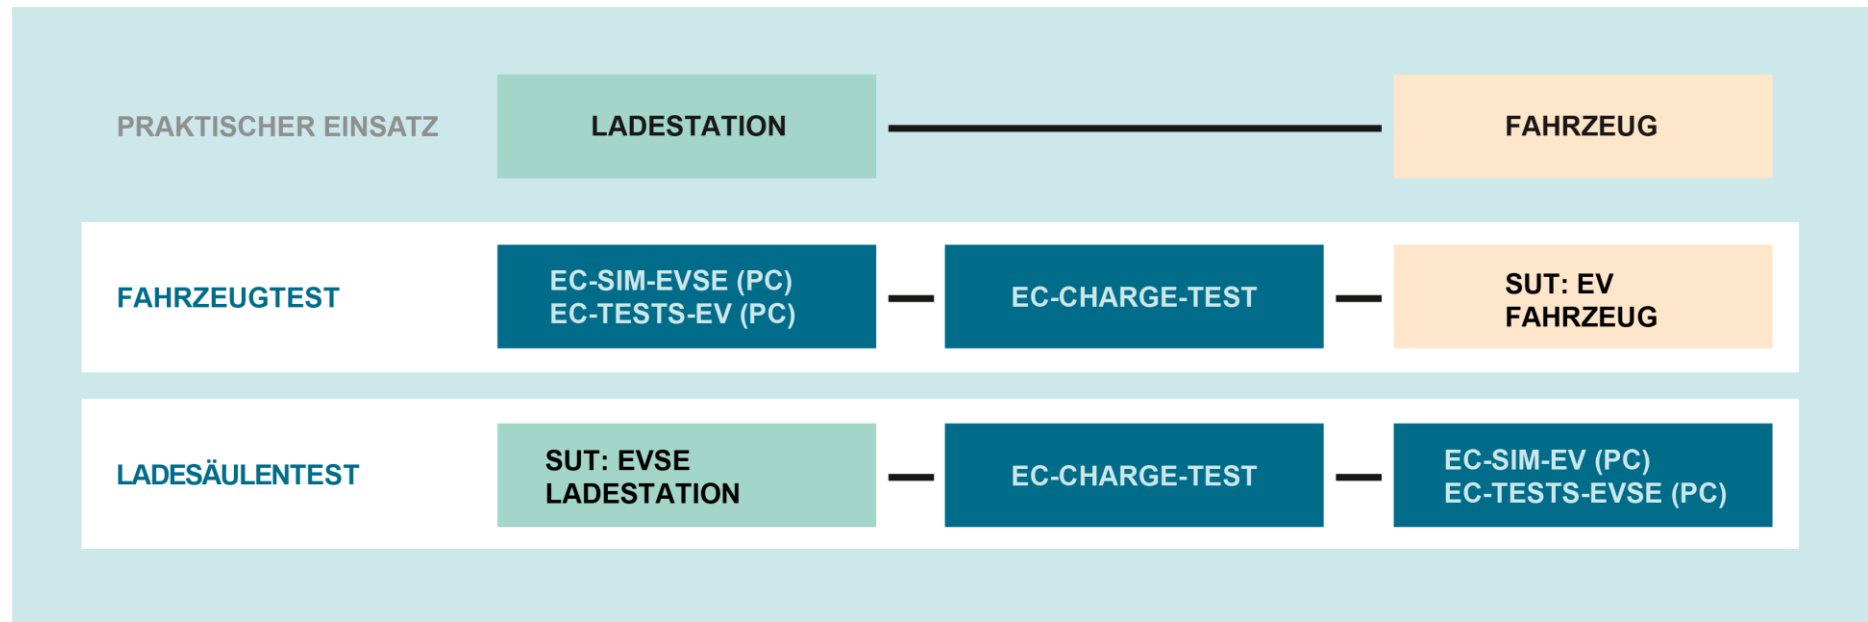 PRAKTISCHER EINSATZ
LADESTATION
FAHRZEUG
FAHRZEUGTEST
EC-SIM-EVSE (PC)
EC-TESTS-EV (PC)
EC-CHARGE-TEST
SUT: EV
FAHRZEUG
LADESÄULENTEST
SUT: EVSE
LADESTATION
EC-CHARGE-TEST
EC-SIM-EV (PC)
EC-TESTS-EVSE (PC)